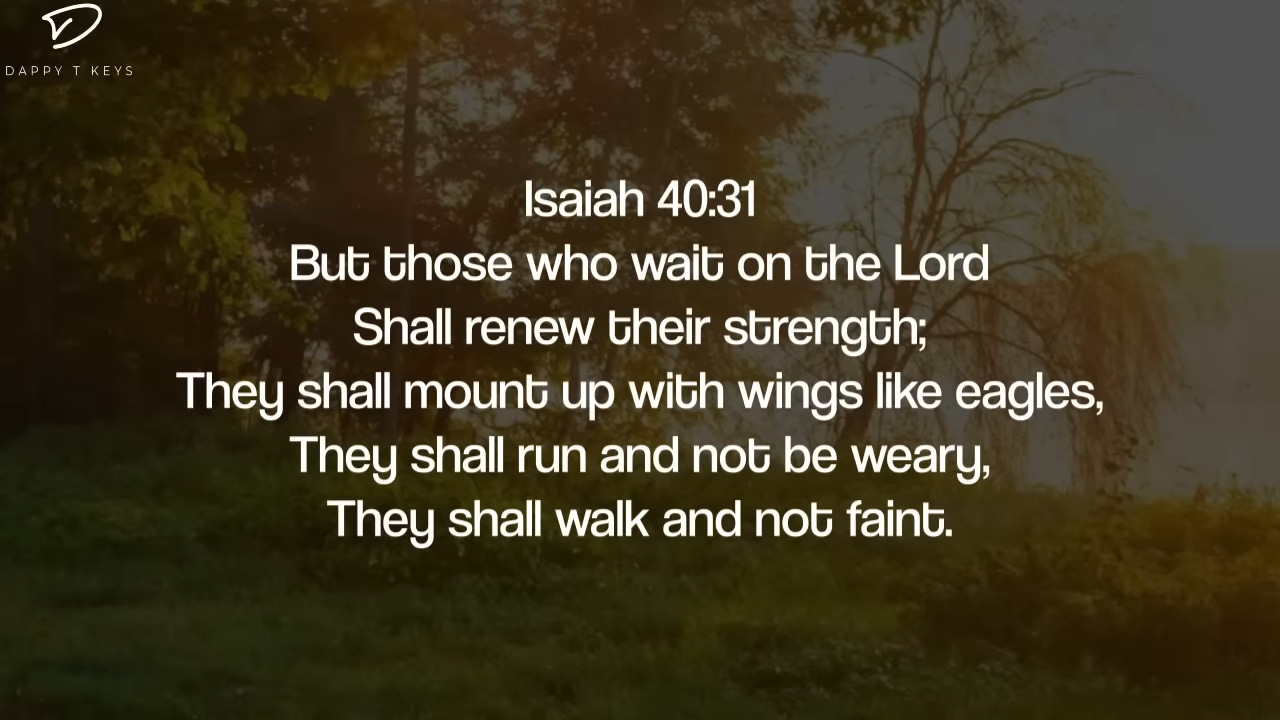 DAPPY T KEYS
Isaiah 40:31
But those who wait on the Lord
Shall renew their strength;
They shall mount up with wings like eagles,
They shall run and not be weary,
They shall walk and not faint.